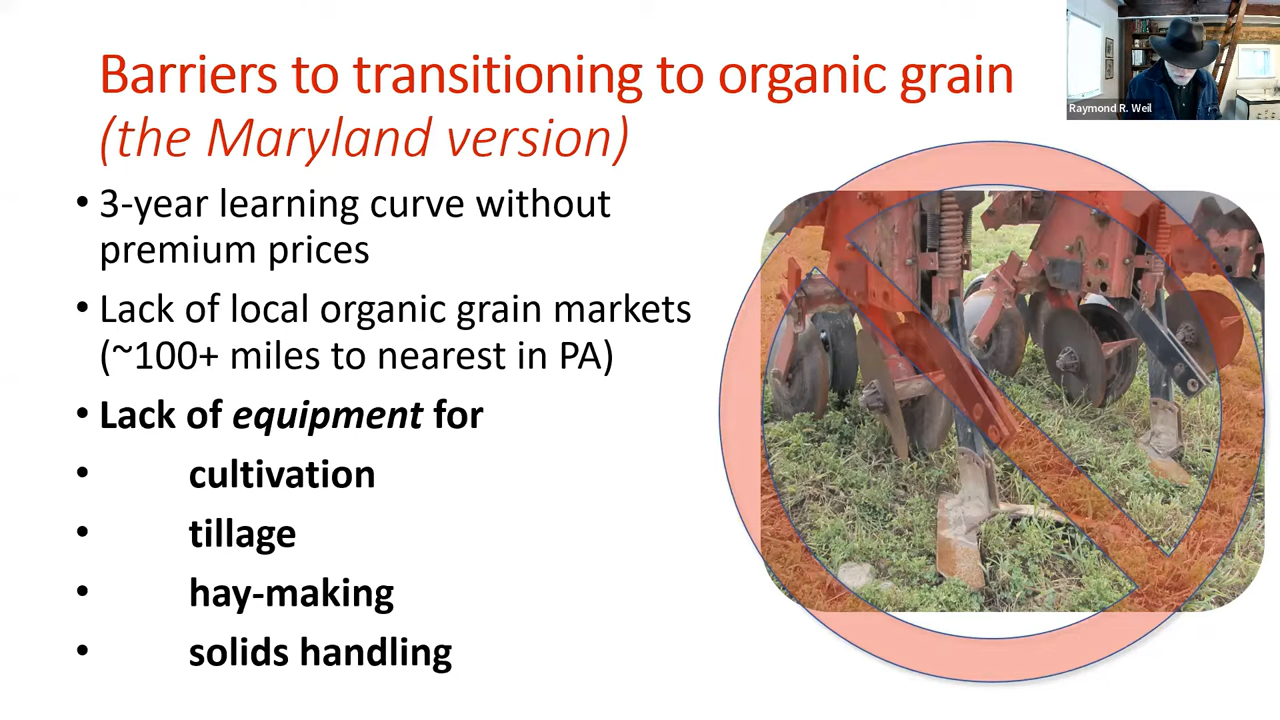 Barriers to transitioning to organic grain
(the Maryland version)
• 3-year learning curve without
premium prices
• Lack of local organic grain markets
(~100+ miles to nearest in PA)
• Lack of equipment for
• cultivation
• tillage
• hay-making
• solids handling
Raymond R. Weil